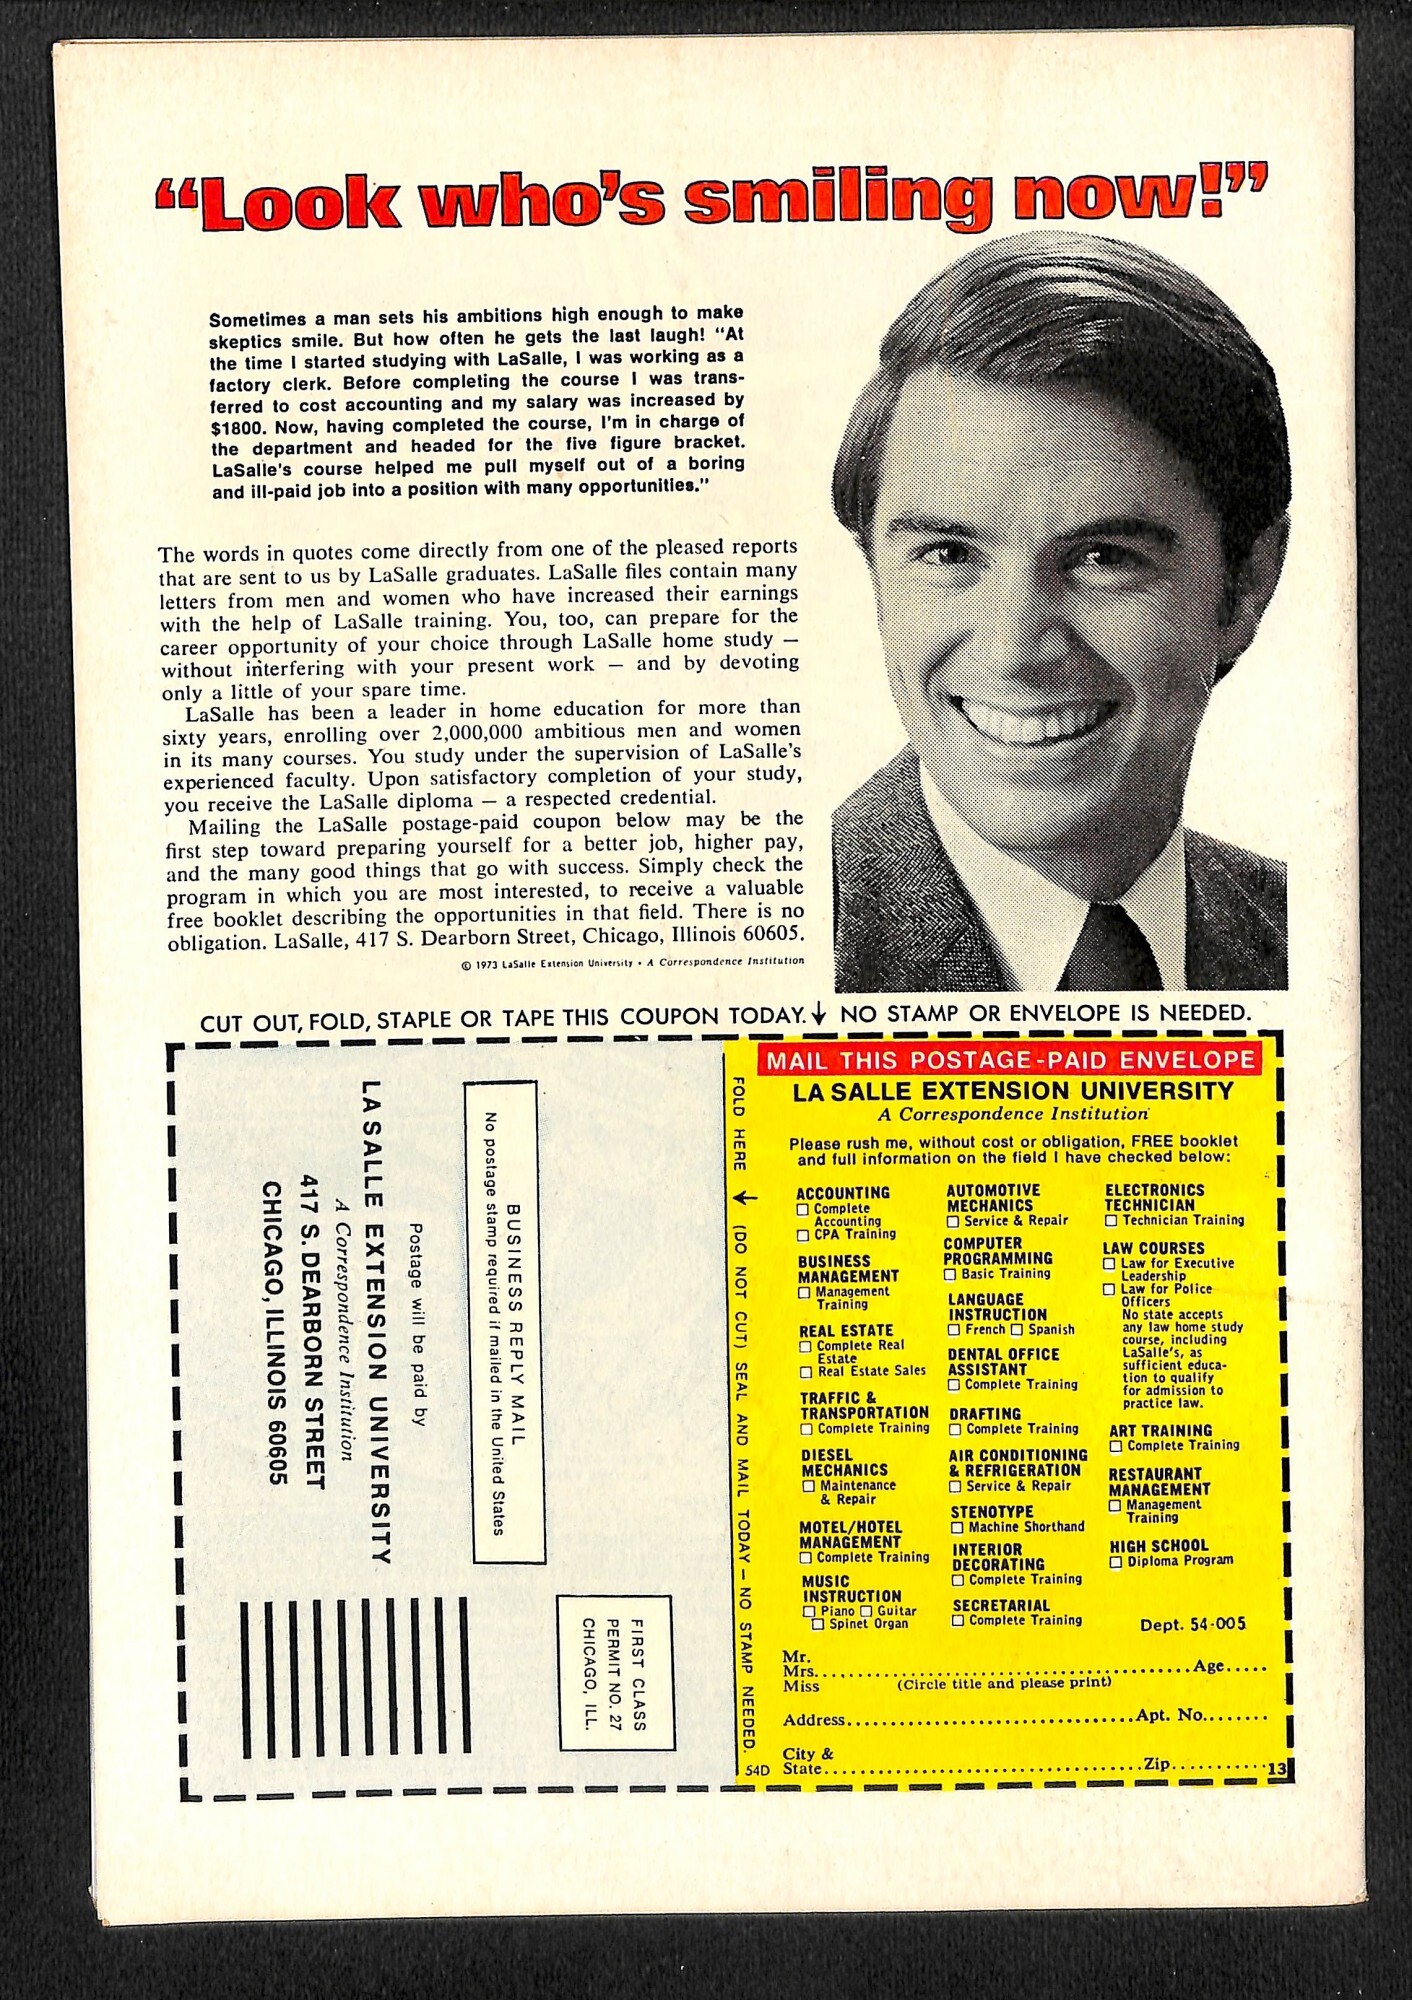 “Look who's smiling now!”
Sometimes a man sets his ambitions high enough to make
skeptics smile. But how often he gets the last laugh! “At
the time I started studying with LaSalle, I was working as a
factory clerk. Before completing the course I was trans-
ferred to cost accounting and my salary was increased by
$1800. Now, having completed the course, I'm in charge of
the department and headed for the five figure bracket.
LaSalle's course helped me pull myself out of a boring
and ill-paid job into a position with many opportunities.”
The words in quotes come directly from one of the pleased reports
that are sent to us by LaSalle graduates. LaSalle files contain many
letters from men and women who have increased their earnings
with the help of LaSalle training. You, too, can prepare for the
career opportunity of your choice through LaSalle home study —
without interfering with your present work — and by devoting
only a little of your spare time.
LaSalle has been a leader in home education for more than
sixty years, enrolling over 2,000,000 ambitious men and women
in its many courses. You study under the supervision of LaSalle's
experienced faculty. Upon satisfactory completion of your study,
you receive the LaSalle diploma — a respected credential.
Mailing the LaSalle postage-paid coupon below may be the
first step toward preparing yourself for a better job, higher pay,
and the many good things that go with success. Simply check the
program in which you are most interested, to receive a valuable
free booklet describing the opportunities in that field. There is no
obligation. LaSalle, 417 S. Dearborn Street, Chicago, Illinois 60605.
© 1973 LaSalle Extension University • A Correspondence Institution
CUT OUT, FOLD, STAPLE OR TAPE THIS COUPON TODAY. ↓ NO STAMP OR ENVELOPE IS NEEDED.
BUSINESS REPLY MAIL
No postage stamp required if mailed in the United States
Postage will be paid by
LA SALLE EXTENSION UNIVERSITY
A Correspondence Institution
417 S. DEARBORN STREET
CHICAGO, ILLINOIS 60605
FIRST CLASS
PERMIT NO. 27
CHICAGO, ILL.
FOLD HERE → (DO NOT CUT) SEAL AND MAIL TODAY — NO STAMP NEEDED.
MAIL THIS POSTAGE-PAID ENVELOPE
LA SALLE EXTENSION UNIVERSITY
A Correspondence Institution
Please rush me, without cost or obligation, FREE booklet
and full information on the field I have checked below:
ACCOUNTING
☐ Complete
Accounting
☐ CPA Training
BUSINESS
MANAGEMENT
☐ Management
Training
REAL ESTATE
☐ Complete Real
Estate
☐ Real Estate Sales
TRAFFIC &
TRANSPORTATION
☐ Complete Training
DIESEL
MECHANICS
☐ Maintenance
& Repair
MOTEL/HOTEL
MANAGEMENT
☐ Complete Training
MUSIC
INSTRUCTION
☐ Piano ☐ Guitar
☐ Spinet Organ
AUTOMOTIVE
MECHANICS
☐ Service & Repair
COMPUTER
PROGRAMMING
☐ Basic Training
LANGUAGE
INSTRUCTION
☐ French ☐ Spanish
DENTAL OFFICE
ASSISTANT
☐ Complete Training
DRAFTING
☐ Complete Training
AIR CONDITIONING
& REFRIGERATION
☐ Service & Repair
STENOTYPE
☐ Machine Shorthand
INTERIOR
DECORATING
☐ Complete Training
SECRETARIAL
☐ Complete Training
ELECTRONICS
TECHNICIAN
☐ Technician Training
LAW COURSES
☐ Law for Executive
Leadership
☐ Law for Police
Officers
No state accepts
any law home study
course, including
LaSalle's, as
sufficient educa-
tion to qualify
for admission to
practice law.
ART TRAINING
☐ Complete Training
RESTAURANT
MANAGEMENT
☐ Management
Training
HIGH SCHOOL
☐ Diploma Program
Dept. 54-005
Mr.
Mrs.......................................................Age.....
Miss (Circle title and please print)
Address..........................................Apt. No........
City &
State..............................................Zip...........13
54D